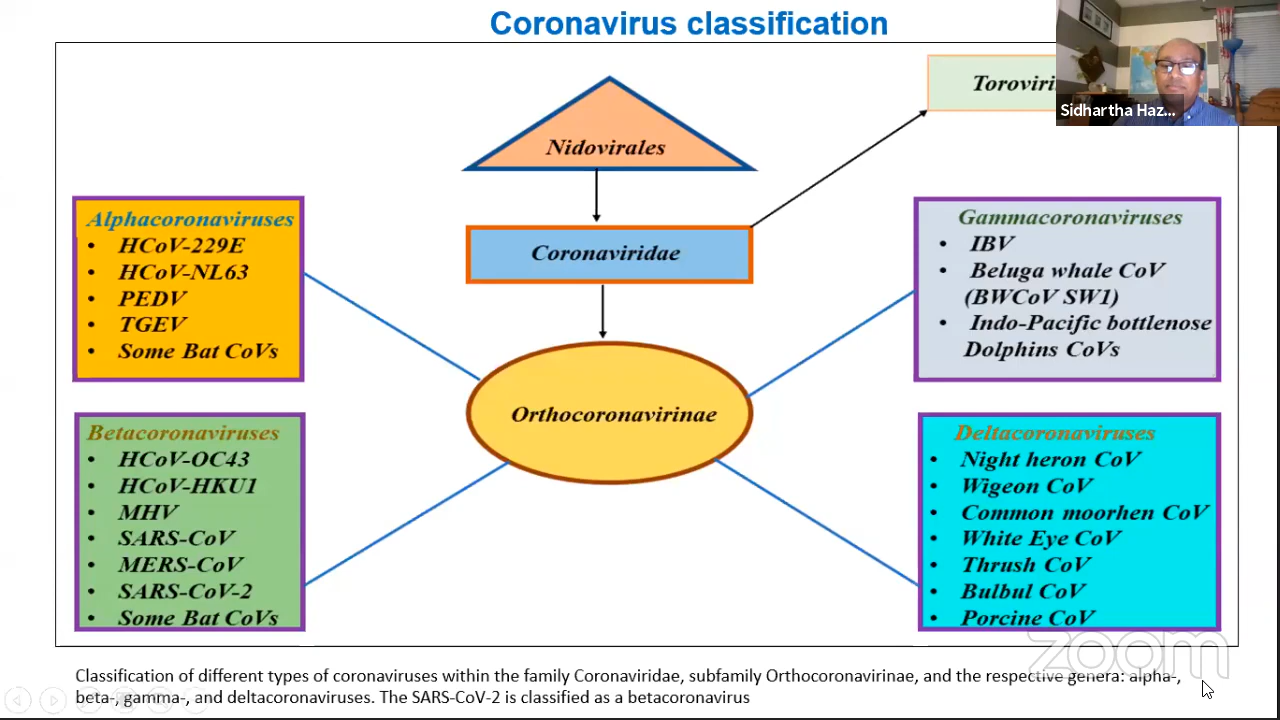 Coronavirus classification
Sidhartha Haz...
Nidovirales
Coronaviridae
Orthocoronavirinae
Alphacoronaviruses
• HCoV-229E
• HCoV-NL63
• PEDV
• TGEV
• Some Bat CoVs
Betacoronaviruses
• HCoV-OC43
• HCoV-HKU1
• MHV
• SARS-CoV
• MERS-CoV
• SARS-CoV-2
• Some Bat CoVs
Gammacoronaviruses
• IBV
• Beluga whale CoV
(BWCoV SW1)
• Indo-Pacific bottlenose
Dolphins CoVs
Deltacoronaviruses
• Night heron CoV
• Wigeon CoV
• Common moorhen CoV
• White Eye CoV
• Thrush CoV
• Bulbul CoV
• Porcine CoV
zoom
Classification of different types of coronaviruses within the family Coronaviridae, subfamily Orthocoronavirinae, and the respective genera: alpha-,
beta-, gamma-, and deltacoronaviruses. The SARS-CoV-2 is classified as a betacoronavirus